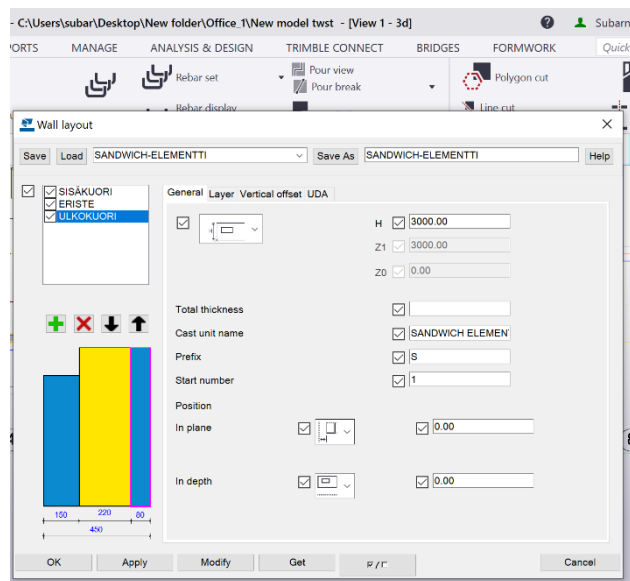 - C:\Users\subar\Desktop\New folder\Office_1\New model twst - [View 1 - 3d]
Subarn
PORTS MANAGE ANALYSIS & DESIGN TRIMBLE CONNECT BRIDGES FORMWORK Quick
Rebar set Pour view Polygon cut
Pour break
Rebar display Line cut
Wall layout
Save Load SANDWICH-ELEMENTTI Save As SANDWICH-ELEMENTTI Help
SISÄKUORI
ERISTE
ULKOKUORI
General Layer Vertical offset UDA
H 3000.00
Z1 3000.00
Z0 0.00
Total thickness
Cast unit name SANDWICH ELEMEN
Prefix S
Start number 1
Position
In plane 0.00
In depth 0.00
150 220 80
450
OK Apply Modify Get Cancel